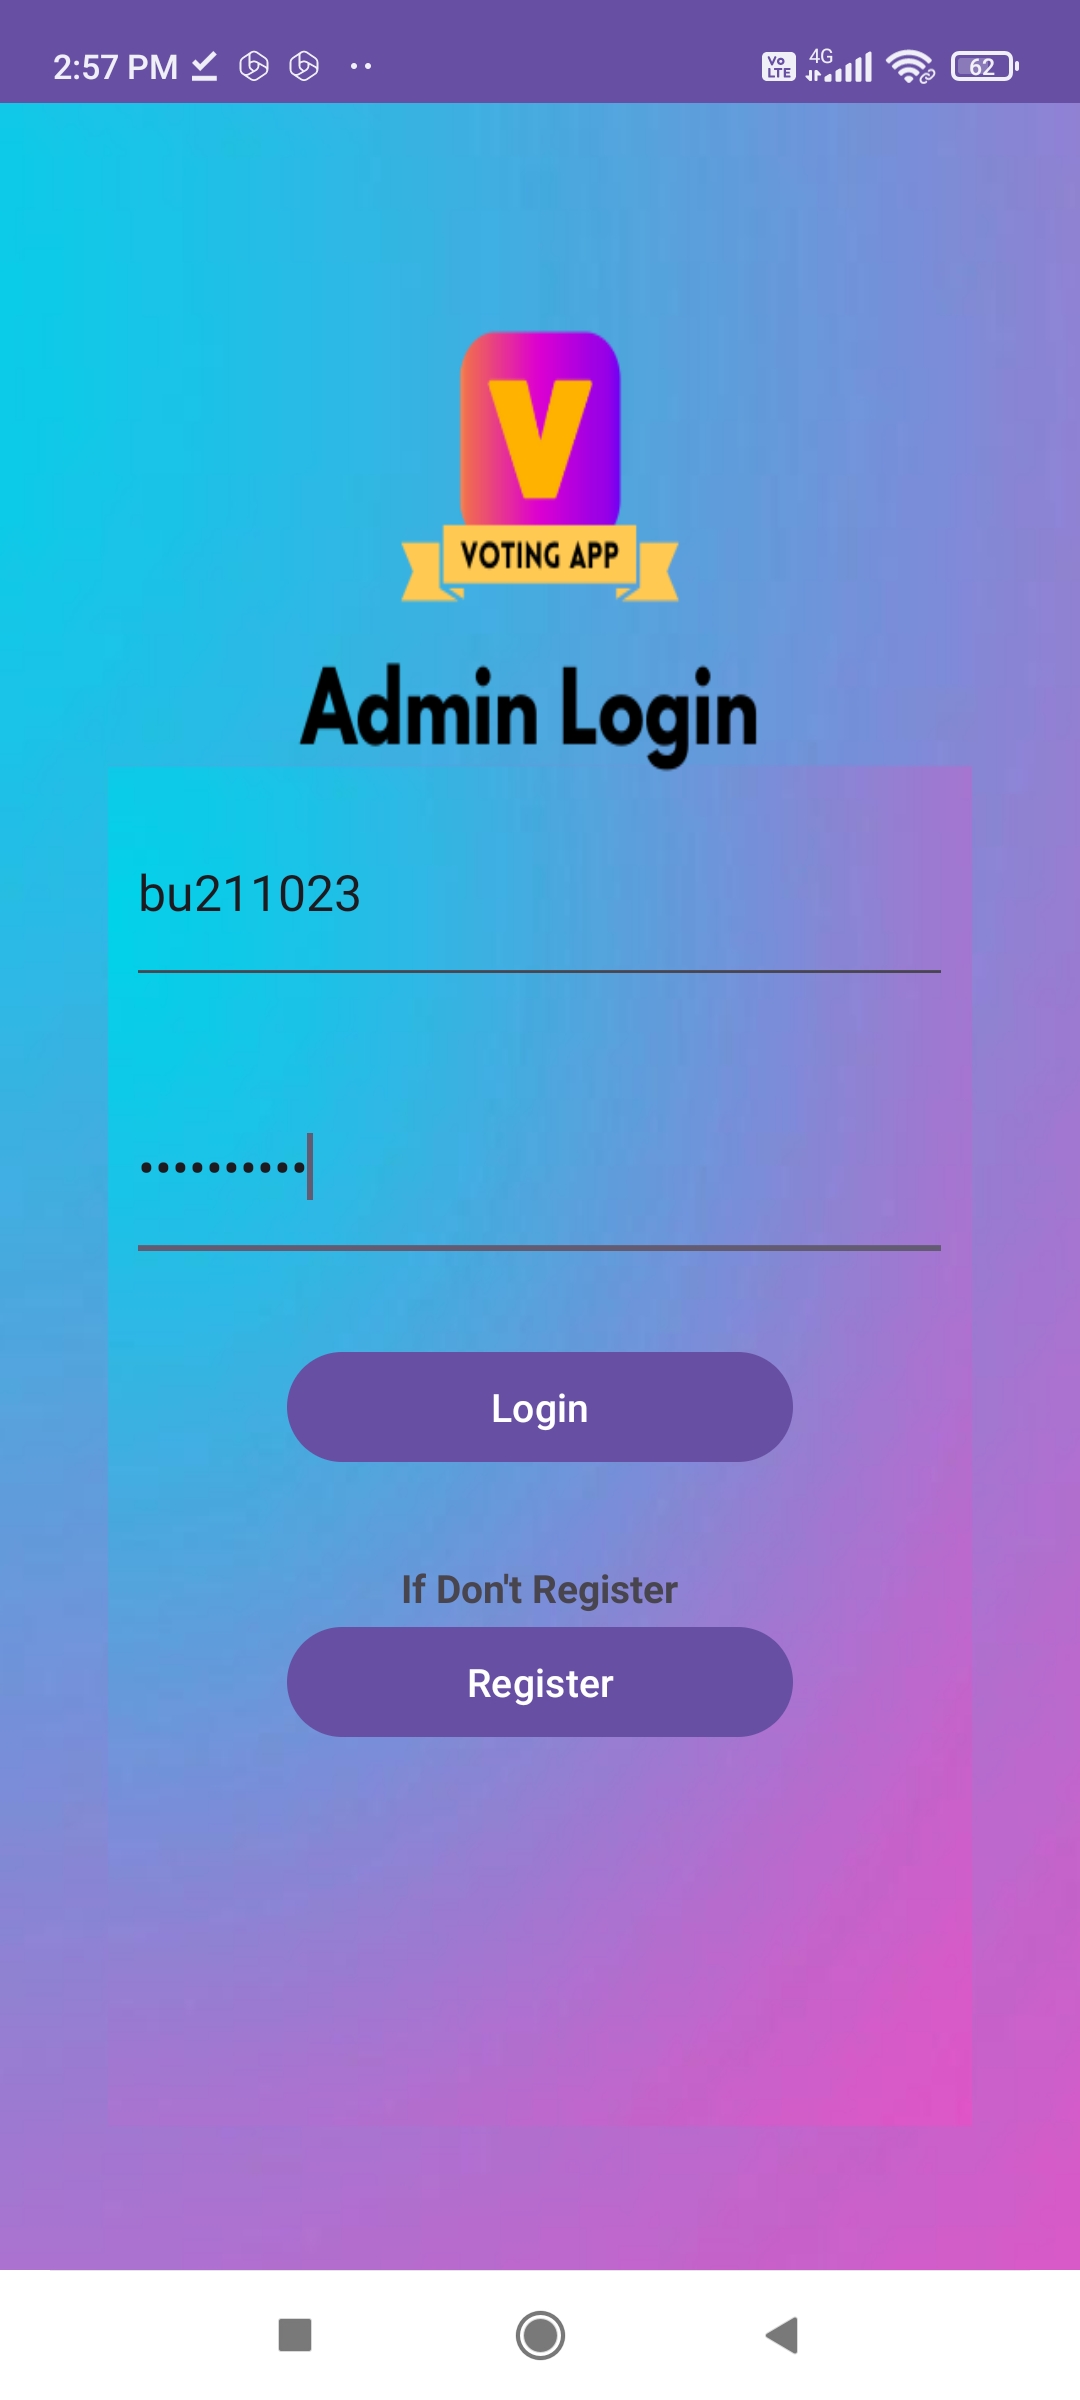 2:57 PM
Vo LTE 4G 62
V
VOTING APP
Admin Login
bu211023
••••••••••
Login
If Don't Register
Register